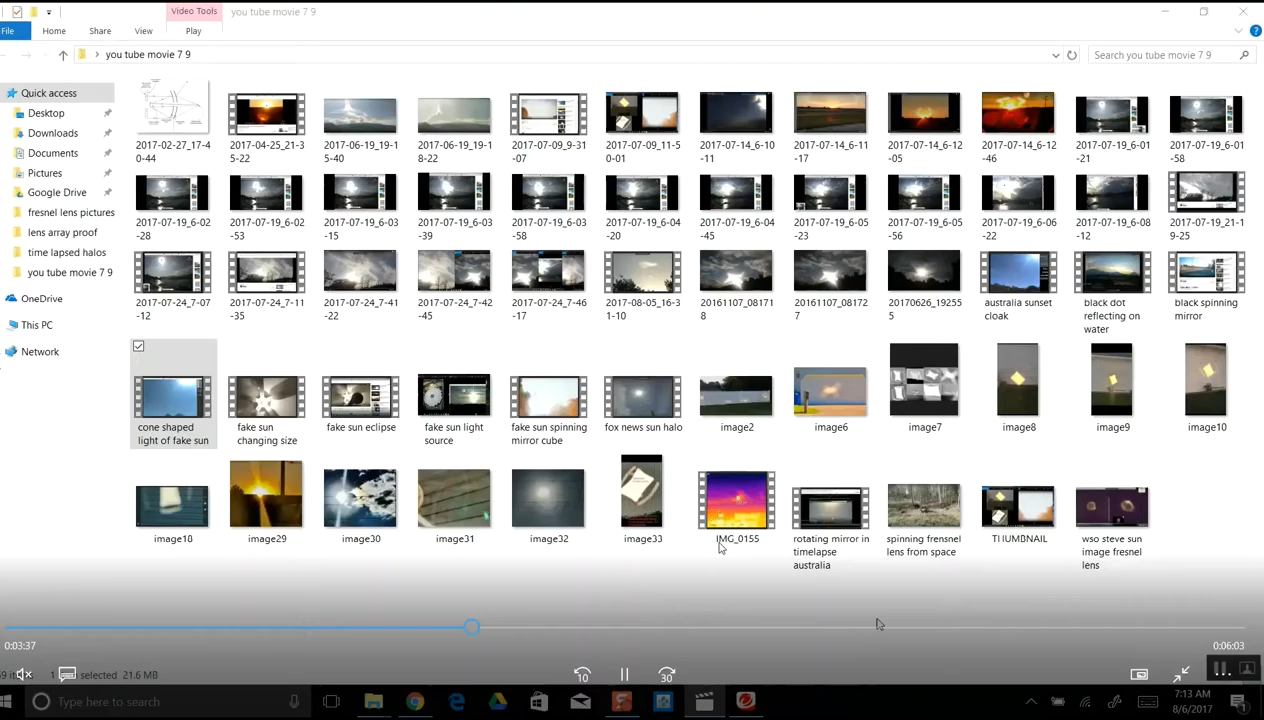 Video Tools
you tube movie 7 9
File
Home
Share
View
Play
you tube movie 7 9
Search you tube movie 7 9
Quick access
Desktop
Downloads
Documents
Pictures
Google Drive
fresnel lens pictures
lens array proof
time lapsed halos
you tube movie 7 9
OneDrive
This PC
Network
2017-02-27_17-4
0-44
2017-04-25_21-3
5-22
2017-06-19_19-1
5-40
2017-06-19_19-1
8-22
2017-07-09_9-31
-07
2017-07-09_11-5
0-01
2017-07-14_6-10
-11
2017-07-14_6-11
-17
2017-07-14_6-12
-05
2017-07-14_6-12
-46
2017-07-19_6-01
-21
2017-07-19_6-01
-58
2017-07-19_6-02
-28
2017-07-19_6-02
-53
2017-07-19_6-03
-15
2017-07-19_6-03
-39
2017-07-19_6-03
-58
2017-07-19_6-04
-20
2017-07-19_6-04
-45
2017-07-19_6-05
-23
2017-07-19_6-05
-56
2017-07-19_6-06
-22
2017-07-19_6-08
-12
2017-07-19_21-1
9-25
2017-07-24_7-07
-12
2017-07-24_7-11
-35
2017-07-24_7-41
-22
2017-07-24_7-42
-45
2017-07-24_7-46
-17
2017-08-05_16-3
1-10
20161107_08171
8
20161107_08172
7
20170626_19255
5
australia sunset
cloak
black dot
reflecting on
water
black spinning
mirror
cone shaped
light of fake sun
fake sun
changing size
fake sun eclipse
fake sun light
source
fake sun spinning
mirror cube
fox news sun halo
image2
image6
image7
image8
image9
image10
image18
image29
image30
image31
image32
image33
IMG_0155
rotating mirror in
timelapse
australia
spinning frensnel
lens from space
THUMBNAIL
wso steve sun
image fresnel
lens
0:03:37
0:06:03
10
30
selected 21.6 MB
Type here to search
7:13 AM
8/6/2017